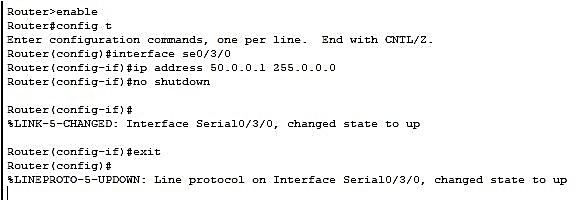 Router>enable
Router#config t
Enter configuration commands, one per line.  End with CNTL/Z.
Router(config)#interface se0/3/0
Router(config-if)#ip address 50.0.0.1 255.0.0.0
Router(config-if)#no shutdown
Router(config-if)#
%LINK-5-CHANGED: Interface Serial0/3/0, changed state to up
Router(config-if)#exit
Router(config)#
%LINEPROTO-5-UPDOWN: Line protocol on Interface Serial0/3/0, changed state to up